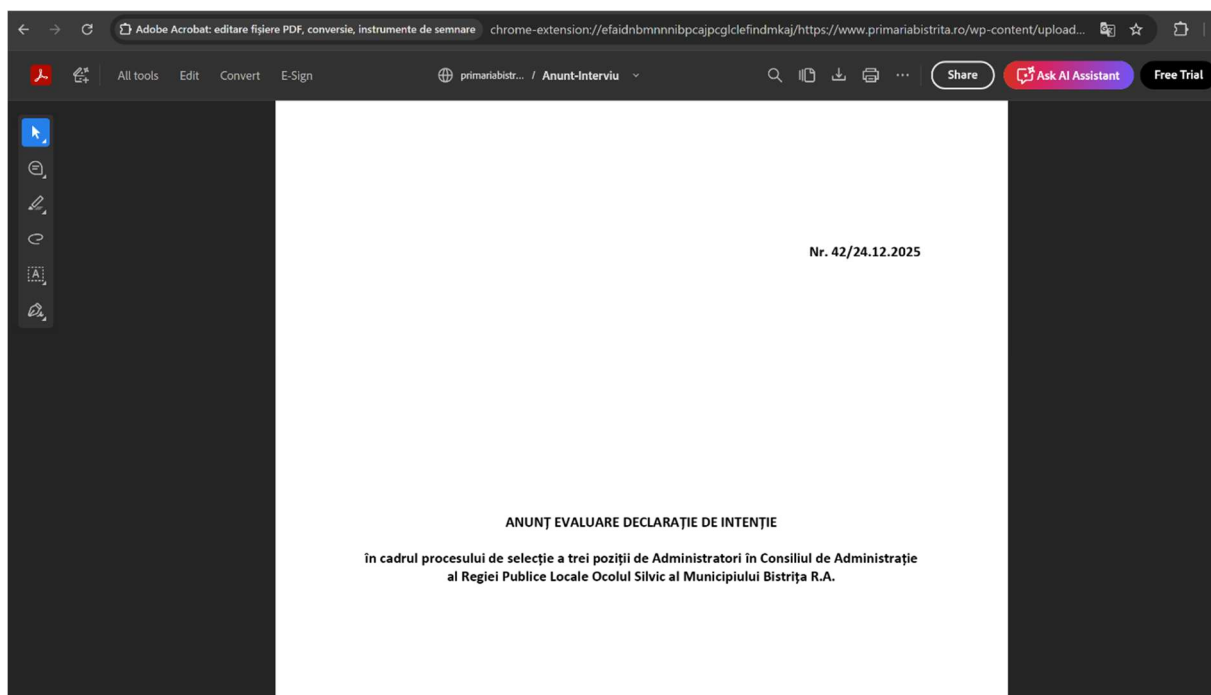 Adobe Acrobat: editare fișiere PDF, conversie, instrumente de semnare chrome-extension://efaidnbmnnnibpcajpcglclefindmkaj/https://www.primariabistrita.ro/wp-content/upload...
All tools Edit Convert E-Sign primariabistr... / Anunt-Interviu Share Ask AI Assistant Free Trial
Nr. 42/24.12.2025
ANUNȚ EVALUARE DECLARAȚIE DE INTENȚIE
în cadrul procesului de selecție a trei poziții de Administratori în Consiliul de Administrație
al Regiei Publice Locale Ocolul Silvic al Municipiului Bistrița R.A.